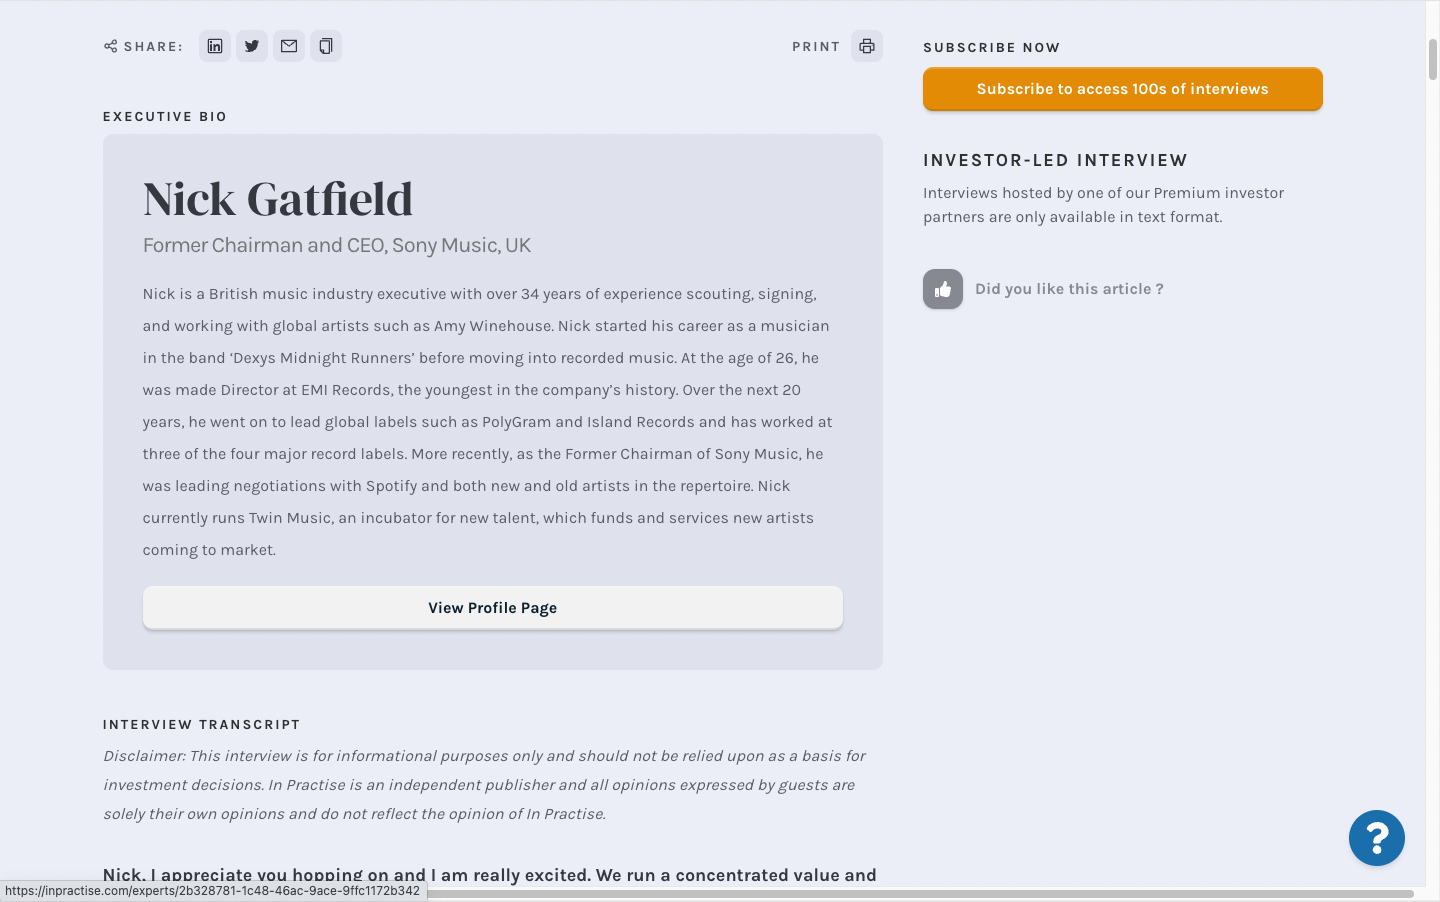 SHARE:
PRINT
EXECUTIVE BIO
Nick Gatfield
Former Chairman and CEO, Sony Music, UK
Nick is a British music industry executive with over 34 years of experience scouting, signing,
and working with global artists such as Amy Winehouse. Nick started his career as a musician
in the band ‘Dexys Midnight Runners’ before moving into recorded music. At the age of 26, he
was made Director at EMI Records, the youngest in the company’s history. Over the next 20
years, he went on to lead global labels such as PolyGram and Island Records and has worked at
three of the four major record labels. More recently, as the Former Chairman of Sony Music, he
was leading negotiations with Spotify and both new and old artists in the repertoire. Nick
currently runs Twin Music, an incubator for new talent, which funds and services new artists
coming to market.
View Profile Page
INTERVIEW TRANSCRIPT
Disclaimer: This interview is for informational purposes only and should not be relied upon as a basis for
investment decisions. In Practise is an independent publisher and all opinions expressed by guests are
solely their own opinions and do not reflect the opinion of In Practise.
Nick, I appreciate you hopping on and I am really excited. We run a concentrated value and
https://inpractise.com/experts/2b328781-1c48-46ac-9ace-9ffc1172b342
SUBSCRIBE NOW
Subscribe to access 100s of interviews
INVESTOR-LED INTERVIEW
Interviews hosted by one of our Premium investor
partners are only available in text format.
Did you like this article ?